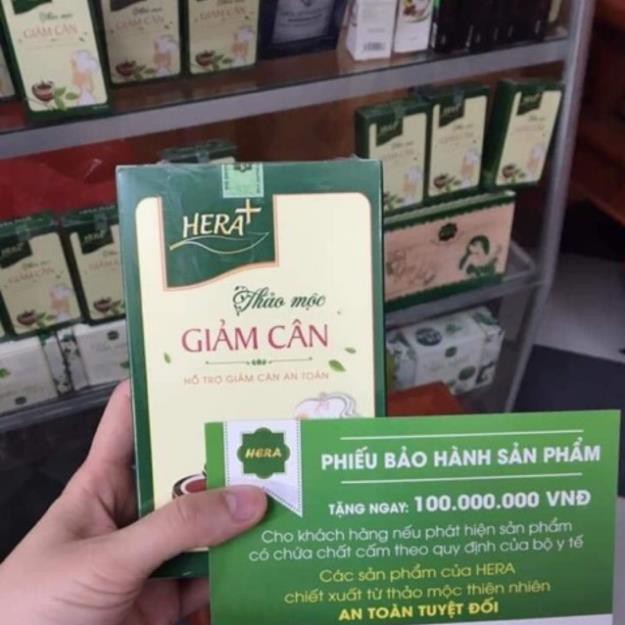 GIẢM CÂN
HERA+
Thảo mộc
GIẢM CÂN
HỖ TRỢ GIẢM CÂN AN TOÀN
HERA
PHIẾU BẢO HÀNH SẢN PHẨM
TẶNG NGAY: 100.000.000 VNĐ
Cho khách hàng nếu phát hiện sản phẩm
có chứa chất cấm theo quy định của bộ y tế
Các sản phẩm của HERA
chiết xuất từ thảo mộc thiên nhiên
AN TOÀN TUYỆT ĐỐI